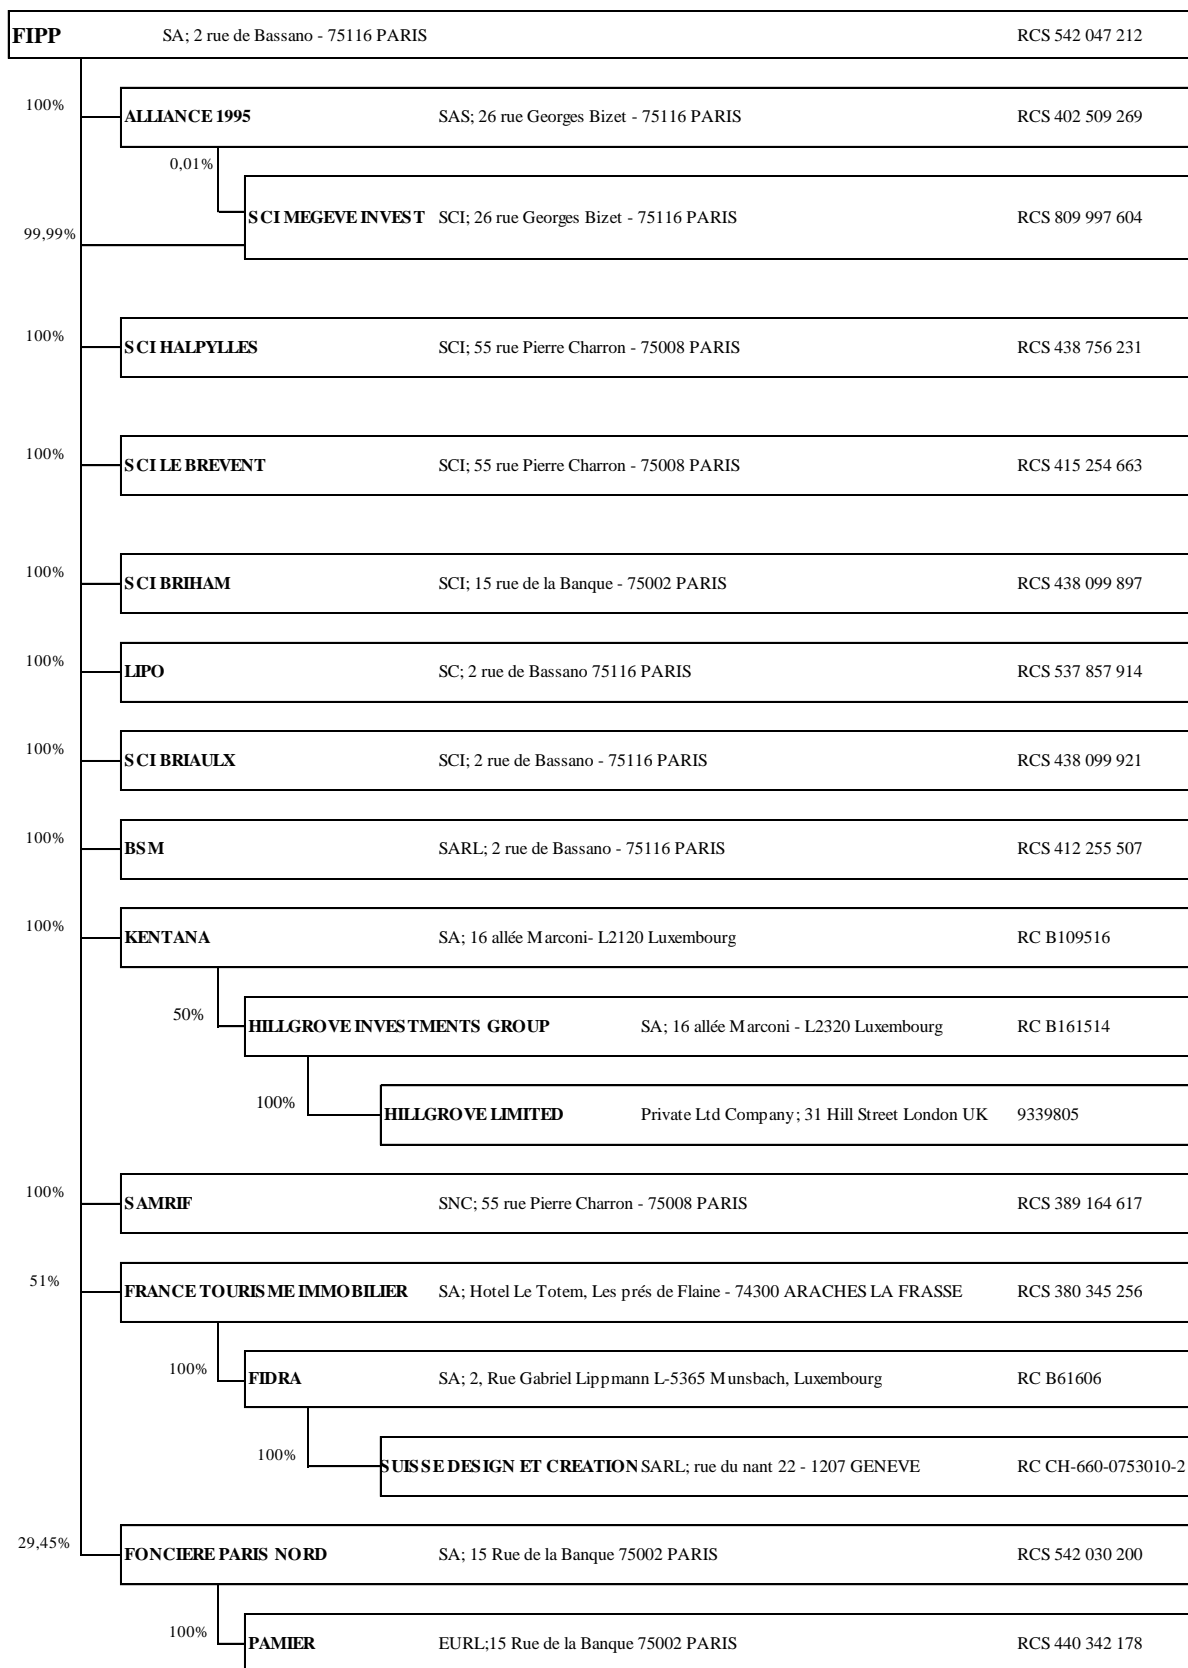 FIPP SA; 2 rue de Bassano - 75116 PARIS RCS 542 047 212
100%
ALLIANCE 1995 SAS; 26 rue Georges Bizet - 75116 PARIS RCS 402 509 269
0,01%
SCI MEGEVE INVEST SCI; 26 rue Georges Bizet - 75116 PARIS RCS 809 997 604
99,99%
100%
SCI HALPYLLES SCI; 55 rue Pierre Charron - 75008 PARIS RCS 438 756 231
100%
SCI LE BREVENT SCI; 55 rue Pierre Charron - 75008 PARIS RCS 415 254 663
100%
SCI BRIHAM SCI; 15 rue de la Banque - 75002 PARIS RCS 438 099 897
100%
LIPO SC; 2 rue de Bassano 75116 PARIS RCS 537 857 914
100%
SCI BRIAULX SCI; 2 rue de Bassano - 75116 PARIS RCS 438 099 921
100%
BSM SARL; 2 rue de Bassano - 75116 PARIS RCS 412 255 507
100%
KENTANA SA; 16 allée Marconi- L2120 Luxembourg RC B109516
50%
HILLGROVE INVESTMENTS GROUP SA; 16 allée Marconi - L2320 Luxembourg RC B161514
100%
HILLGROVE LIMITED Private Ltd Company; 31 Hill Street London UK 9339805
100%
SAMRIF SNC; 55 rue Pierre Charron - 75008 PARIS RCS 389 164 617
51%
FRANCE TOURISME IMMOBILIER SA; Hotel Le Totem, Les prés de Flaine - 74300 ARACHES LA FRASSE RCS 380 345 256
100%
FIDRA SA; 2, Rue Gabriel Lippmann L-5365 Munsbach, Luxembourg RC B61606
100%
SUISSE DESIGN ET CREATION SARL; rue du nant 22 - 1207 GENEVE RC CH-660-0753010-2
29,45%
FONCIERE PARIS NORD SA; 15 Rue de la Banque 75002 PARIS RCS 542 030 200
100%
PAMIER EURL;15 Rue de la Banque 75002 PARIS RCS 440 342 178